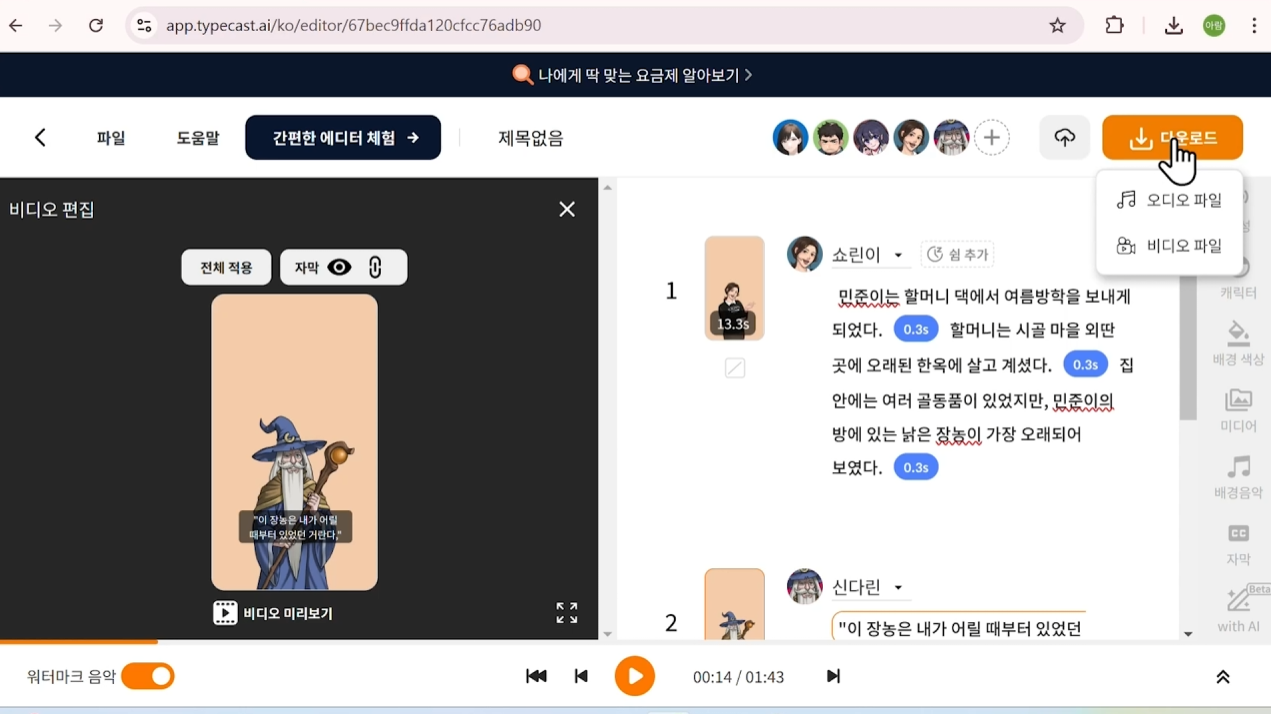 app.typecast.ai/ko/editor/67bec9ffda120cfcc76adb90
아람
나에게 딱 맞는 요금제 알아보기 >
파일
도움말
간편한 에디터 체험 →
제목없음
다운로드
오디오 파일
비디오 파일
비디오 편집
전체 적용
자막
"이 장농은 내가 어릴
때부터 있었던 거란다,"
비디오 미리보기
1
13.3s
쇼린이
쉼 추가
민준이는 할머니 댁에서 여름방학을 보내게
되었다. 0.3s 할머니는 시골 마을 외딴
곳에 오래된 한옥에 살고 계셨다. 0.3s 집
안에는 여러 골동품이 있었지만, 민준이의
방에 있는 낡은 장농이 가장 오래되어
보였다. 0.3s
2
신다린
"이 장농은 내가 어릴 때부터 있었던
캐릭터
배경 색상
미디어
배경음악
CC
자막
Beta
with AI
워터마크 음악
00:14 / 01:43